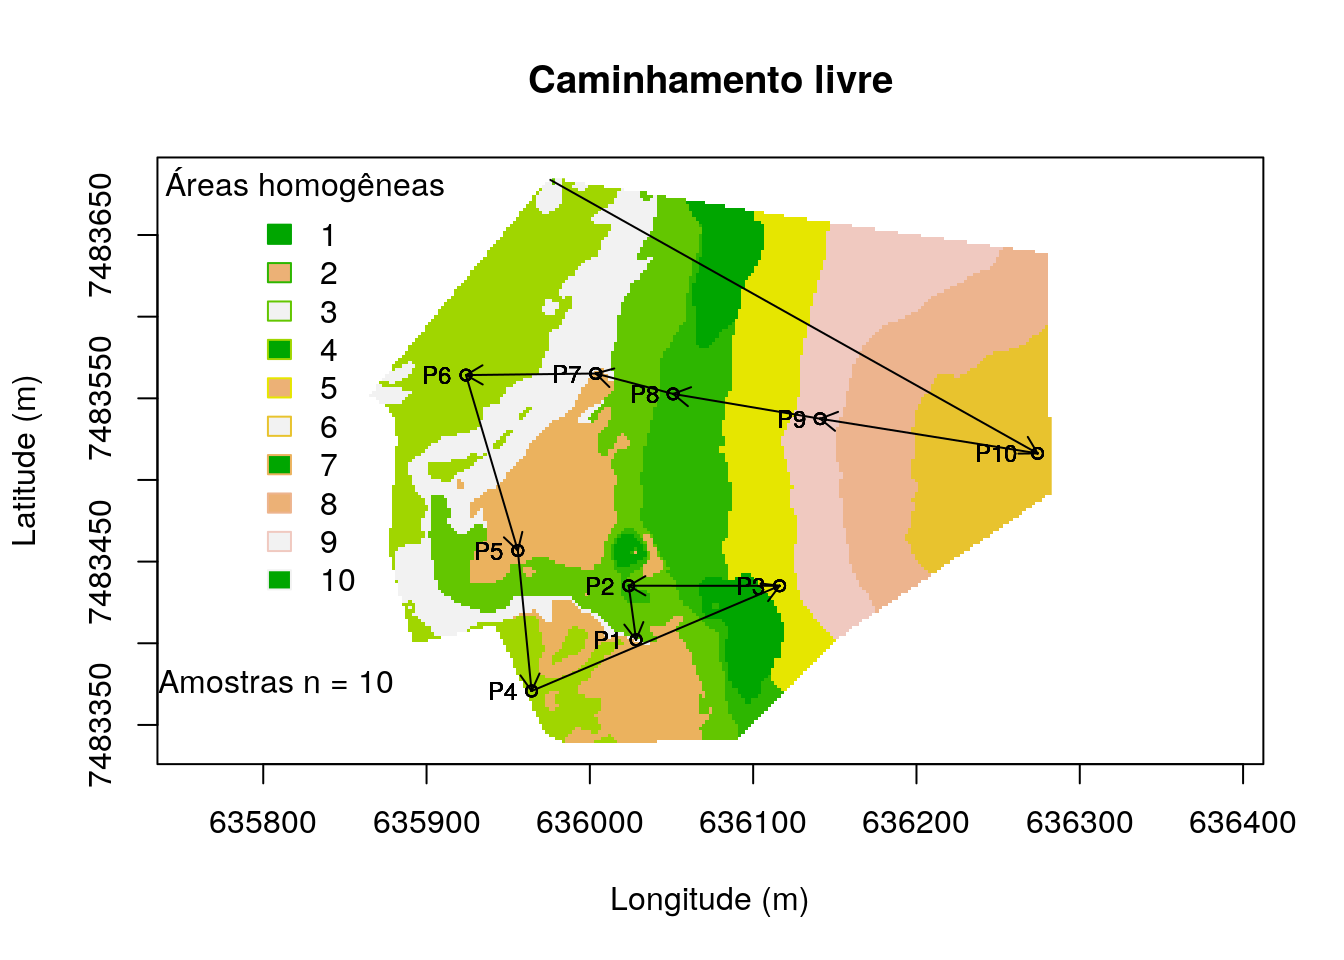 Caminhamento livre
Áreas homogêneas
1
2
3
4
5
6
7
8
9
10
Amostras n = 10
P6
P7
P8
P9
P10
P5
P2
P3
P1
P4
Latitude (m)
7483650
7483550
7483450
7483350
635800 635900 636000 636100 636200 636300 636400
Longitude (m)